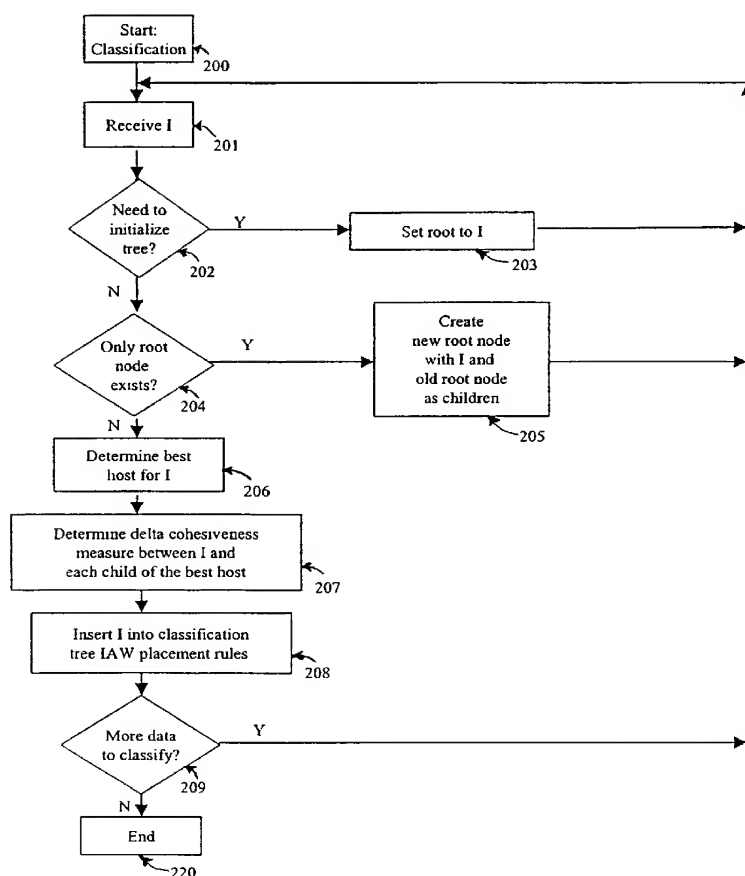 Start:
Classification
200
Receive I
201
Need to
initialize
tree?
202
Y
Set root to I
203
N
Only root
node
exists?
204
Y
Create
new root node
with I and
old root node
as children
205
N
Determine best
host for I
206
Determine delta cohesiveness
measure between I and
each child of the best host
207
Insert I into classification
tree IAW placement rules
208
More data
to classify?
209
Y
N
End
220